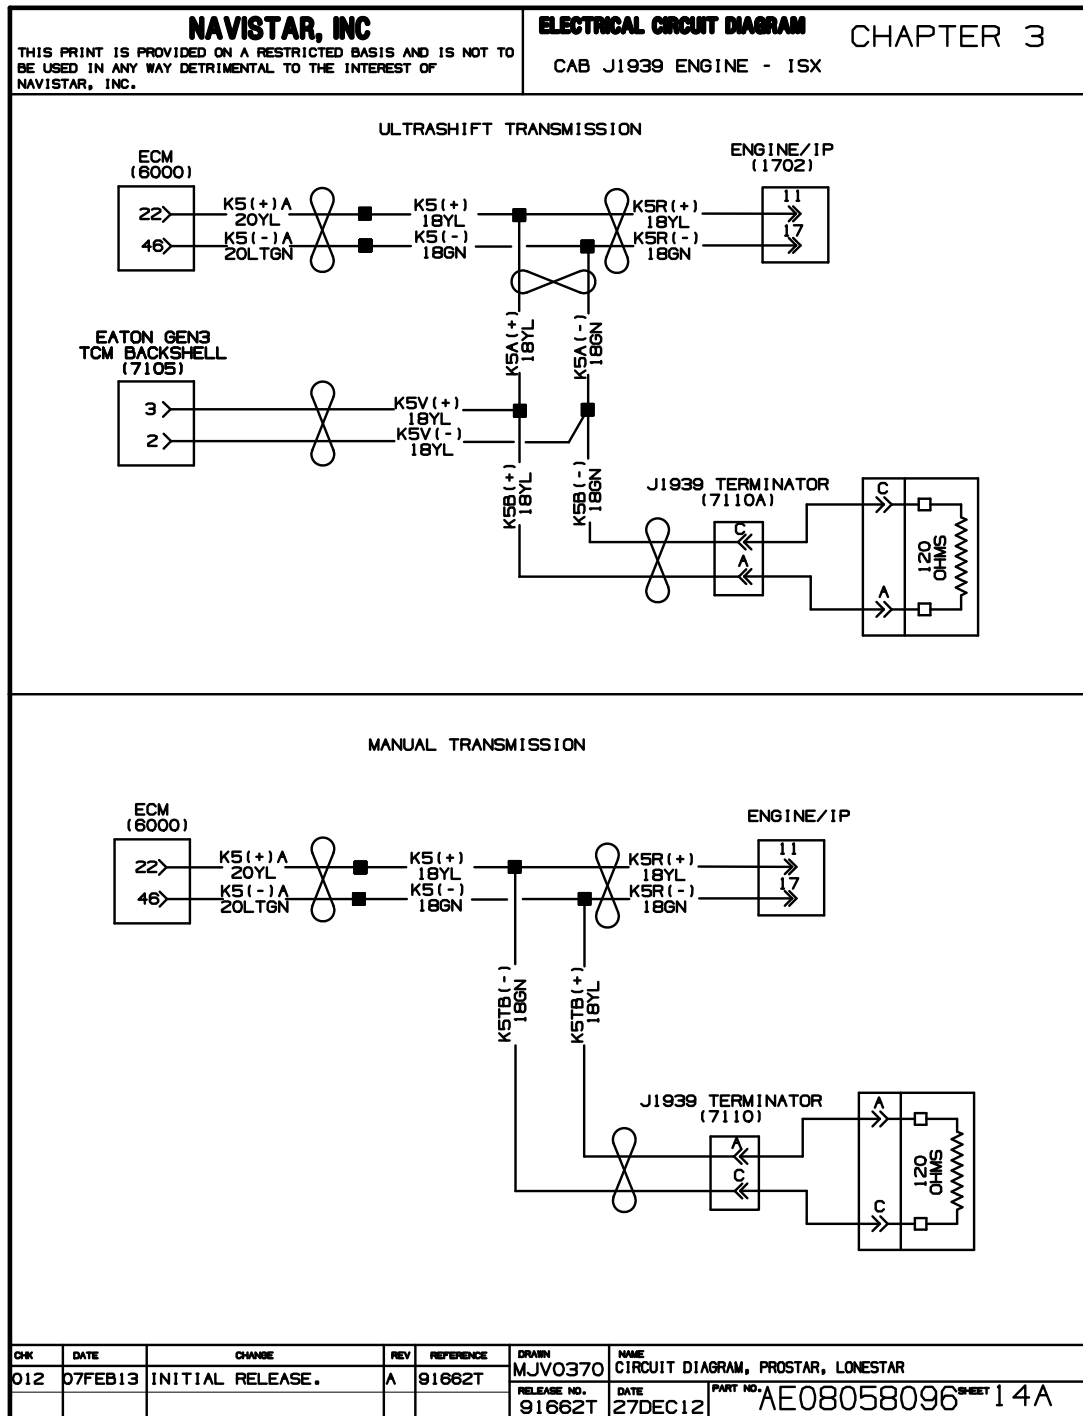 NAVISTAR, INC
THIS PRINT IS PROVIDED ON A RESTRICTED BASIS AND IS NOT TO
BE USED IN ANY WAY DETRIMENTAL TO THE INTEREST OF
NAVISTAR, INC.
ELECTRICAL CIRCUIT DIAGRAM
CHAPTER 3
CAB J1939 ENGINE - ISX
ULTRASHIFT TRANSMISSION
ECM
(6000)
ENGINE/IP
(1702)
22
K5(+)A
20YL
K5(+)
18YL
K5R(+)
18YL
11
46
K5(-)A
20LTGN
K5(-)
18GN
K5R(-)
18GN
17
K5A(+)
18YL
K5A(-)
18GN
EATON GEN3
TCM BACKSHELL
(7105)
3
K5V(+)
18YL
2
K5V(-)
18YL
K5B(+)
18YL
K5B(-)
18GN
J1939 TERMINATOR
(7110A)
C
A
C
A
120
OHMS
MANUAL TRANSMISSION
ECM
(6000)
ENGINE/IP
22
K5(+)A
20YL
K5(+)
18YL
K5R(+)
18YL
11
46
K5(-)A
20LTGN
K5(-)
18GN
K5R(-)
18GN
17
K5TB(-)
18GN
K5TB(+)
18YL
J1939 TERMINATOR
(7110)
A
C
A
C
120
OHMS
CHK DATE CHANGE REV REFERENCE
012 07FEB13 INITIAL RELEASE. A 91662T
DRAWN
MJV0370
NAME
CIRCUIT DIAGRAM, PROSTAR, LONESTAR
RELEASE NO.
91662T
DATE
27DEC12
PART NO. AE08058096 SHEET 14A